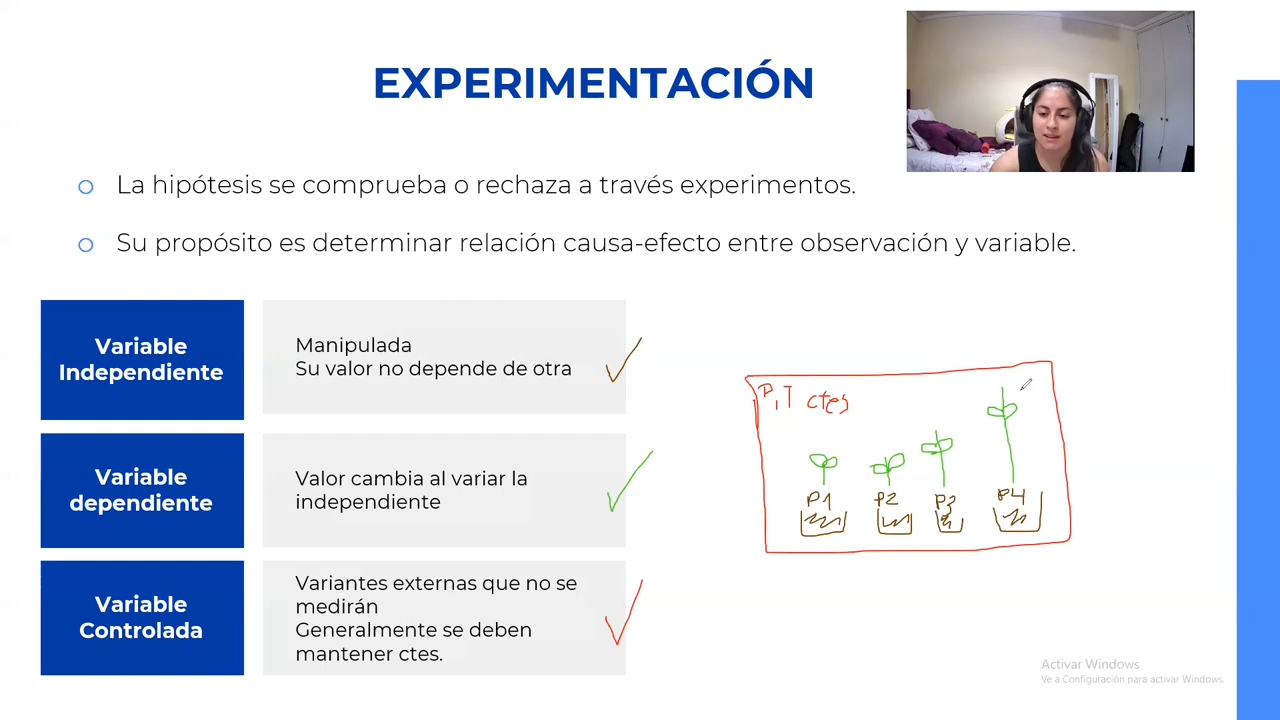 EXPERIMENTACIÓN
La hipótesis se comprueba o rechaza a través experimentos.
Su propósito es determinar relación causa-efecto entre observación y variable.
Variable
Independiente
Manipulada
Su valor no depende de otra
Variable
dependiente
Valor cambia al variar la
independiente
Variable
Controlada
Variantes externas que no se
medirán
Generalmente se deben
mantener ctes.
P,T ctes
P1 P2 P3 P4
Activar Windows
Ve a Configuración para activar Windows.